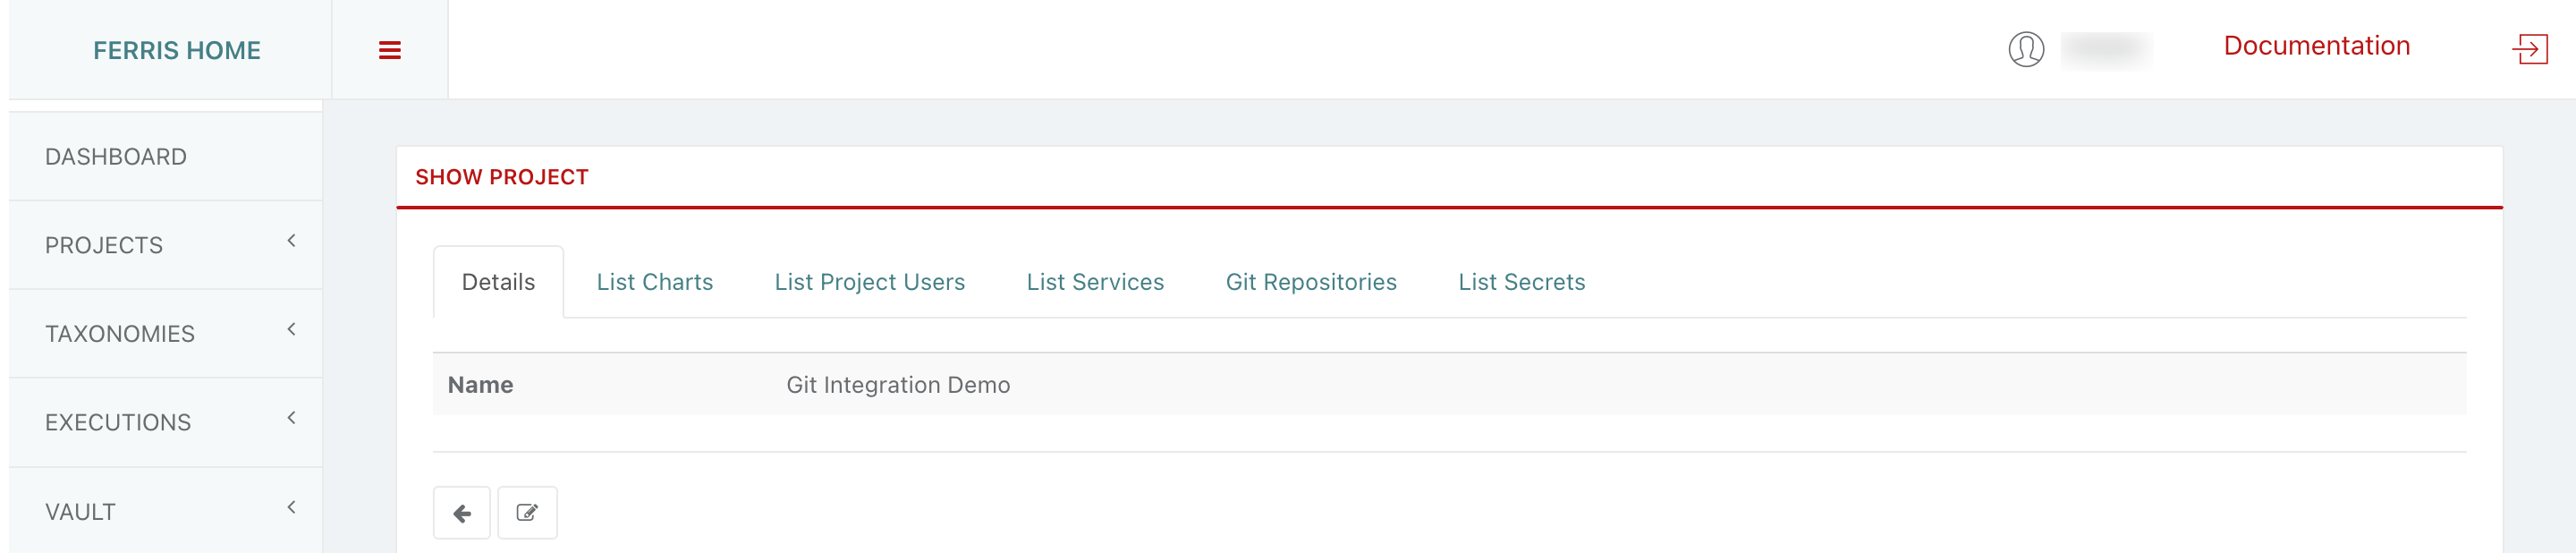 FERRIS HOME
Documentation
DASHBOARD
PROJECTS
TAXONOMIES
EXECUTIONS
VAULT
SHOW PROJECT
Details List Charts List Project Users List Services Git Repositories List Secrets
Name Git Integration Demo